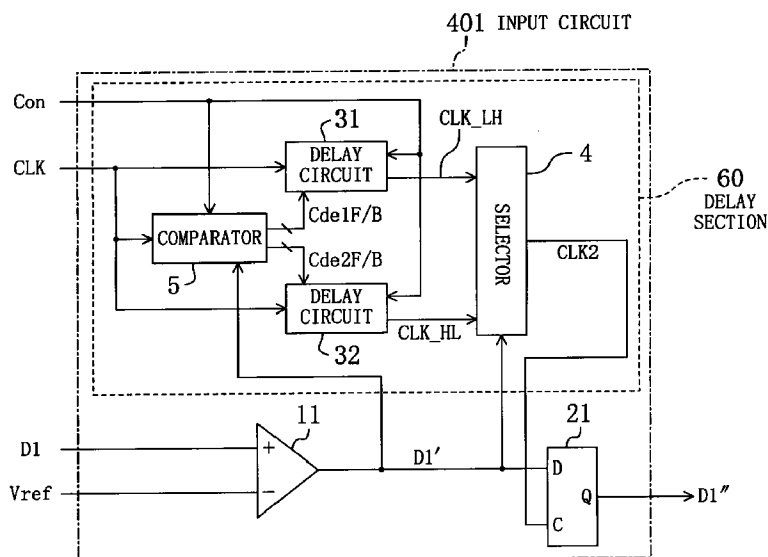 401 INPUT CIRCUIT
Con
31
CLK_LH
4
CLK
DELAY
CIRCUIT
60
DELAY
SECTION
Cde1F/B
COMPARATOR
SELECTOR
CLK2
5
Cde2F/B
DELAY
CIRCUIT
CLK_HL
32
11
21
D1
+
D1′
D
Vref
−
Q
D1″
C